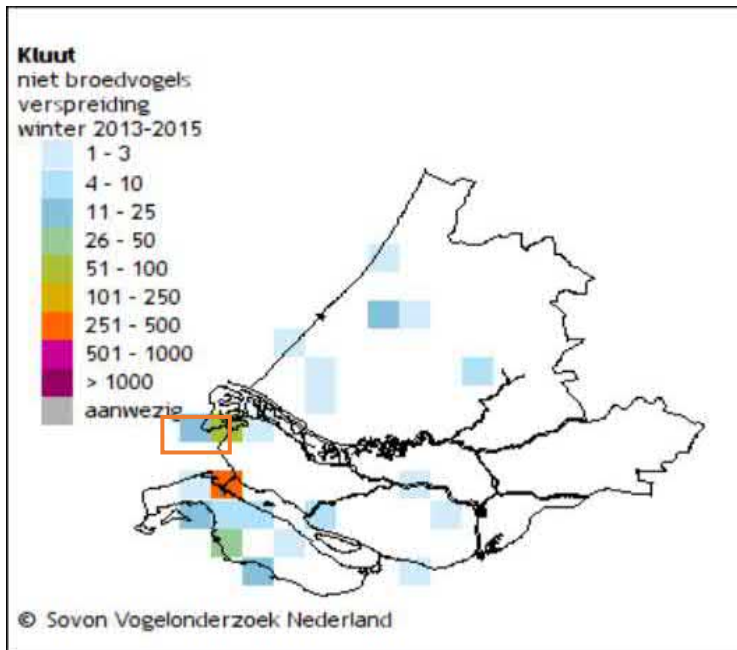 Kluut
niet broedvogels
verspreiding
winter 2013-2015
1 - 3
4 - 10
11 - 25
26 - 50
51 - 100
101 - 250
251 - 500
501 - 1000
> 1000
aanwezig
© Sovon Vogelonderzoek Nederland